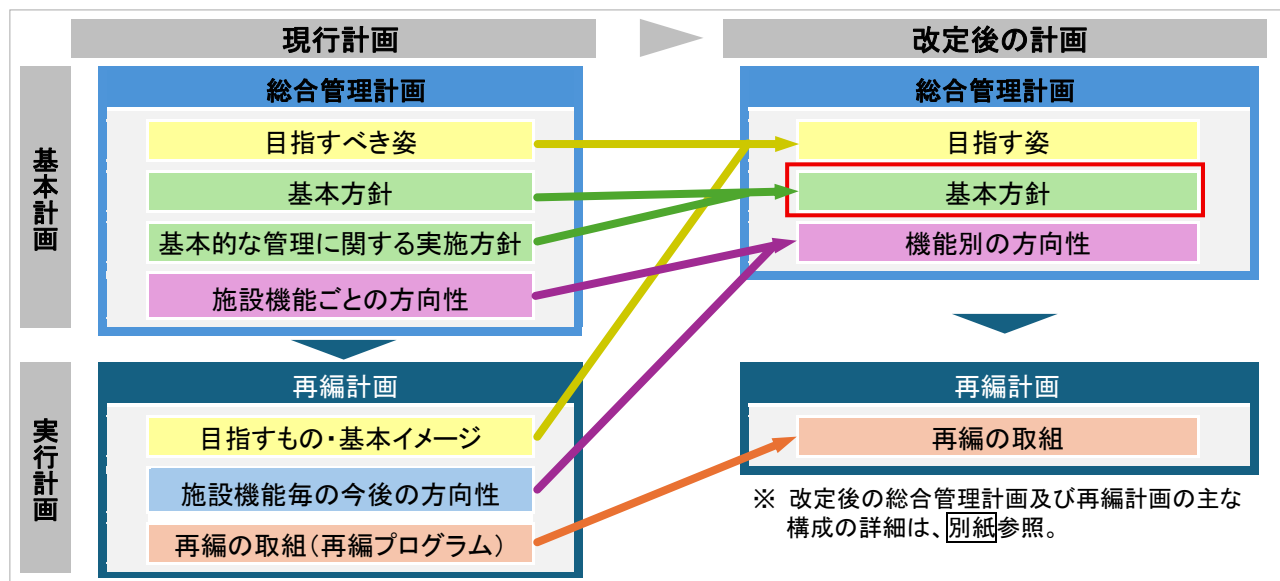 現行計画
改定後の計画
基本計画
総合管理計画
目指すべき姿
基本方針
基本的な管理に関する実施方針
施設機能ごとの方向性
総合管理計画
目指す姿
基本方針
機能別の方向性
実行計画
再編計画
目指すもの・基本イメージ
施設機能毎の今後の方向性
再編の取組(再編プログラム)
再編計画
再編の取組
※ 改定後の総合管理計画及び再編計画の主な
構成の詳細は、別紙参照。